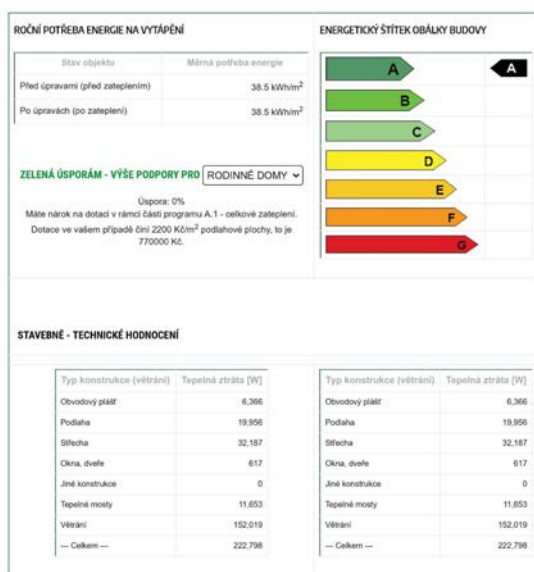 ROČNÍ POTŘEBA ENERGIE NA VYTÁPĚNÍ
Stav objektu Měrná potřeba energie
Před úpravami (před zateplením) 38.5 kWh/m²
Po úpravách (po zateplení) 38.5 kWh/m²
ZELENÁ ÚSPORÁM - VÝŠE PODPORY PRO RODINNÉ DOMY
Úspora: 0%
Máte nárok na dotaci v rámci části programu A.1 - celkové zateplení.
Dotace ve vašem případě činí 2200 Kč/m² podlahové plochy, to je
770000 Kč.
ENERGETICKÝ ŠTÍTEK OBÁLKY BUDOVY
A A
B
C
D
E
F
G
STAVEBNĚ - TECHNICKÉ HODNOCENÍ
Typ konstrukce (větrání) Tepelná ztráta [W]
Obvodový plášť 6,366
Podlaha 19,956
Střecha 32,187
Okna, dveře 617
Jiné konstrukce 0
Tepelné mosty 11,653
Větrání 152,019
--- Celkem --- 222,798
Typ konstrukce (větrání) Tepelná ztráta [W]
Obvodový plášť 6,366
Podlaha 19,956
Střecha 32,187
Okna, dveře 617
Jiné konstrukce 0
Tepelné mosty 11,653
Větrání 152,019
--- Celkem --- 222,798